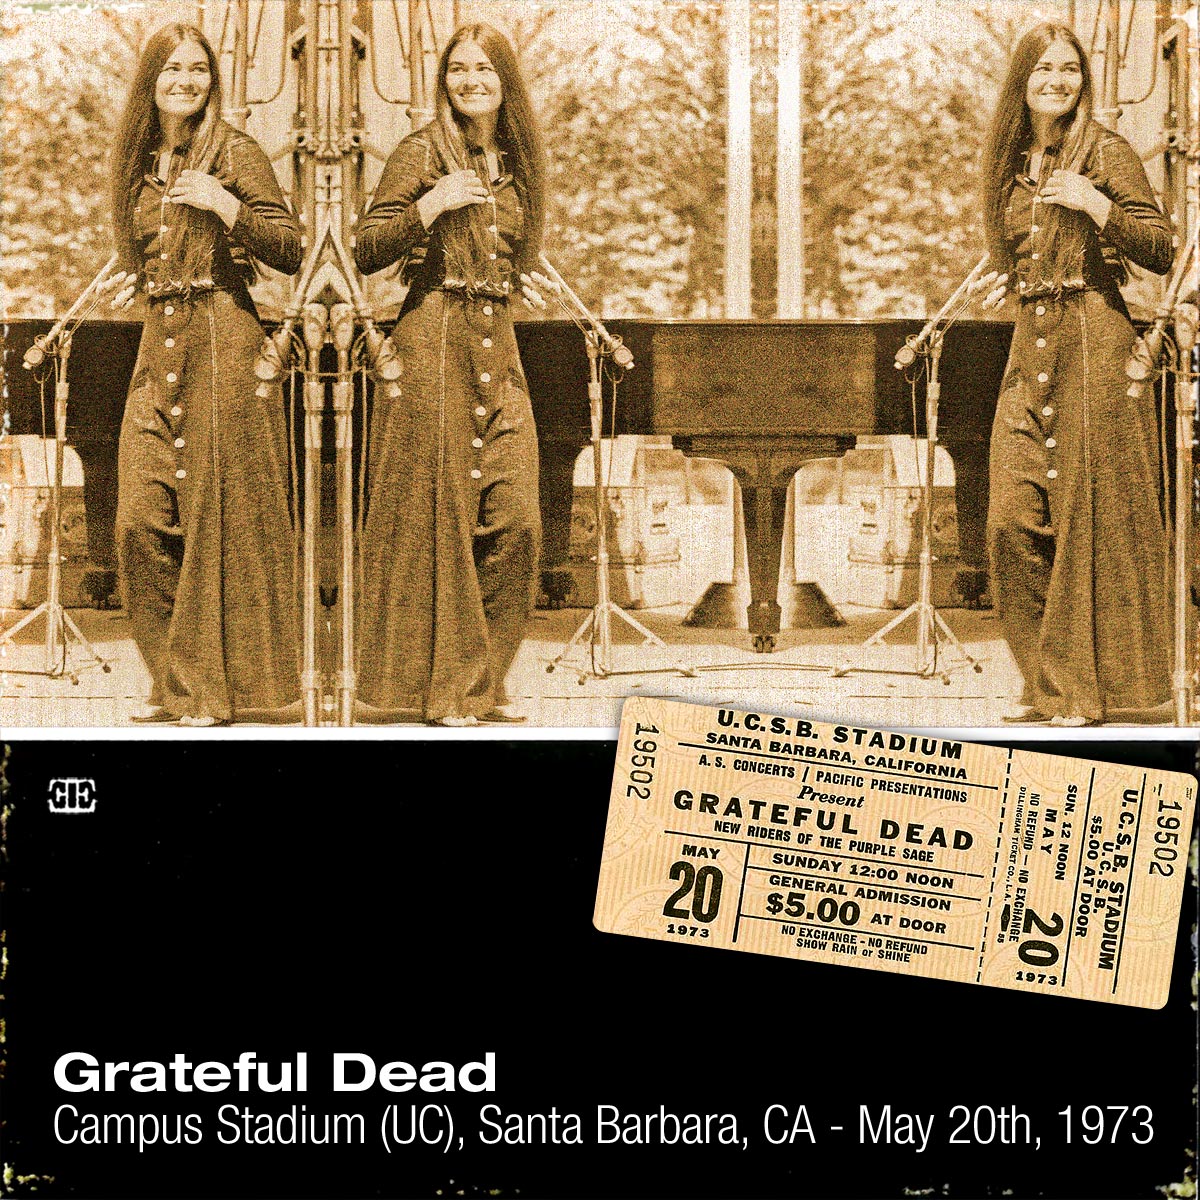 19502
U.C.S.B. STADIUM
SANTA BARBARA, CALIFORNIA
A. S. CONCERTS / PACIFIC PRESENTATIONS
Present
GRATEFUL DEAD
NEW RIDERS OF THE PURPLE SAGE
MAY
20
1973
SUNDAY 12:00 NOON
GENERAL ADMISSION
$5.00 AT DOOR
NO EXCHANGE - NO REFUND
SHOW RAIN or SHINE
19502
U.C.S.B. STADIUM
U.C.S.B.
$5.00 AT DOOR
SUN. 12 NOON
MAY
20
1973
NO REFUND — NO EXCHANGE
DILLINGHAM TICKET CO., L.A.
Grateful Dead
Campus Stadium (UC), Santa Barbara, CA - May 20th, 1973